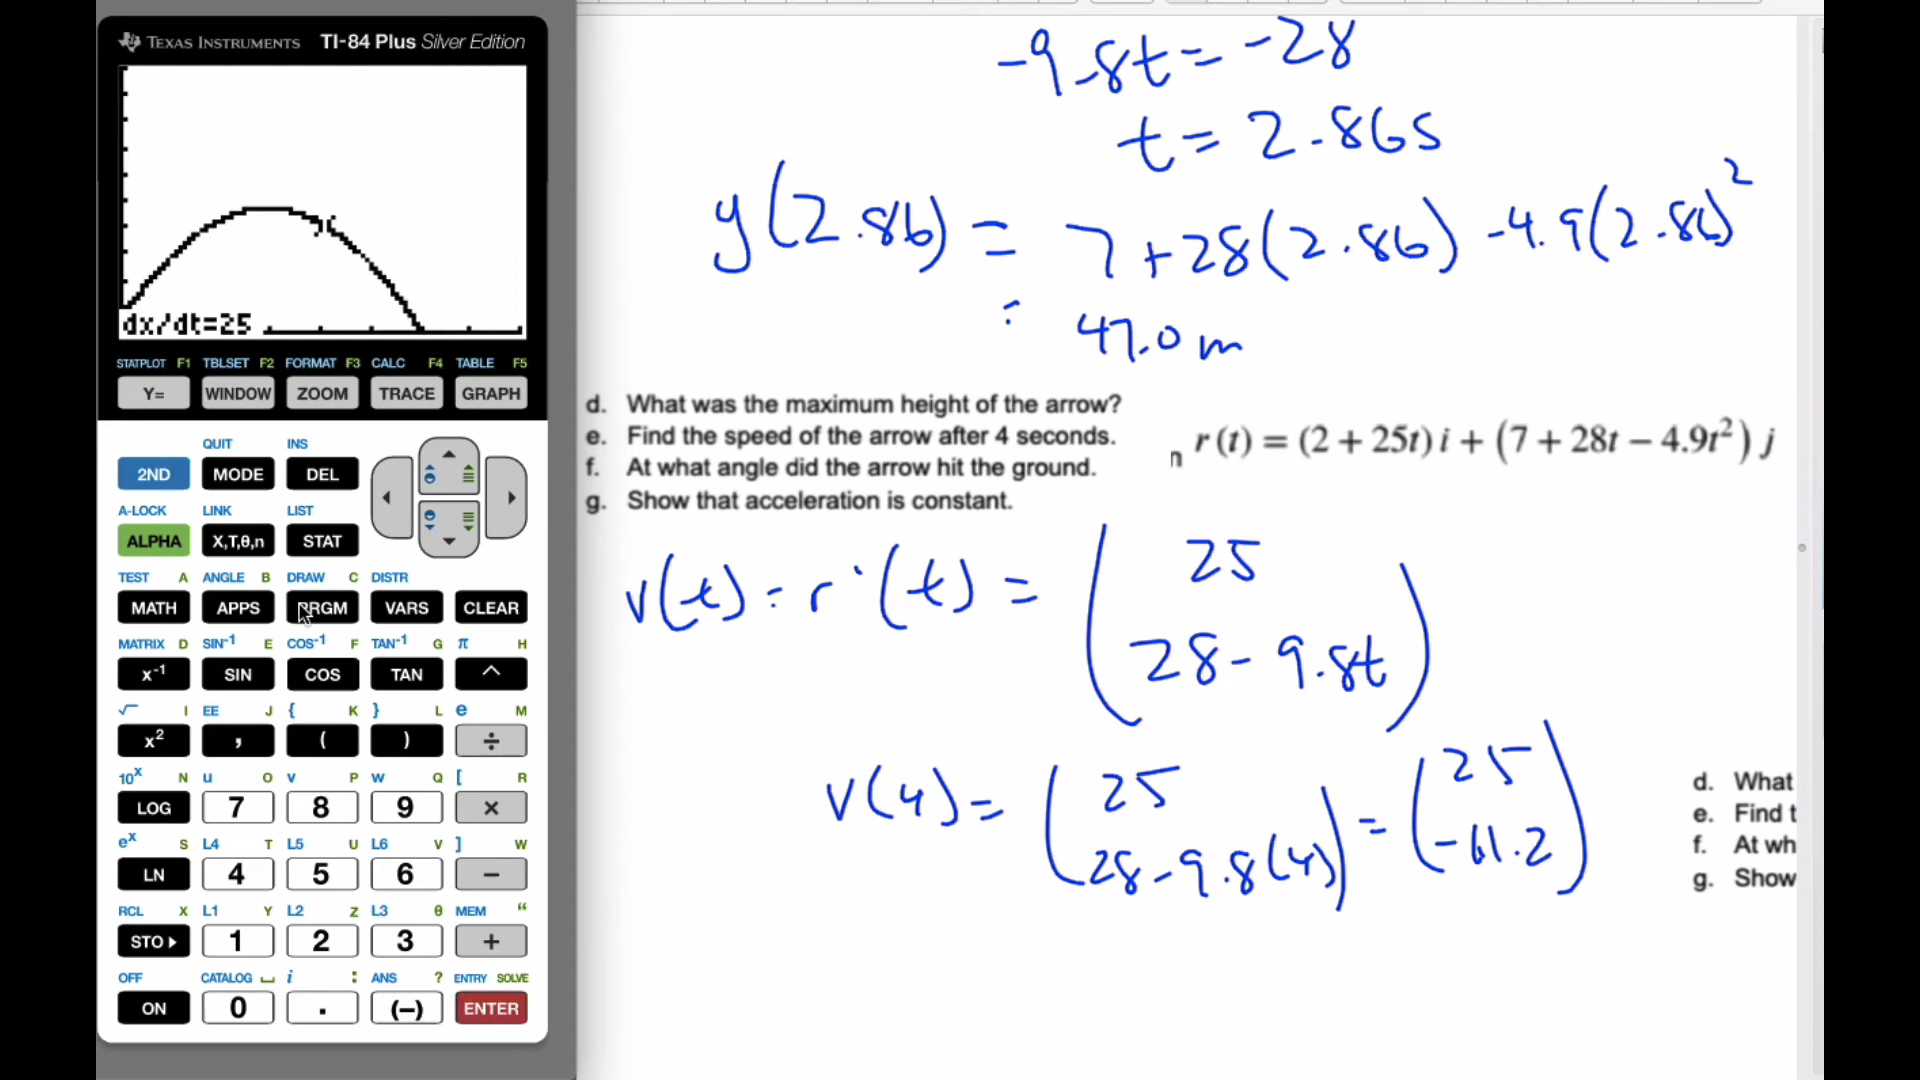 TEXAS INSTRUMENTS TI-84 Plus Silver Edition
dx/dt=25
STATPLOT F1 TBLSET F2 FORMAT F3 CALC F4 TABLE F5
Y= WINDOW ZOOM TRACE GRAPH
QUIT INS
2ND MODE DEL
A-LOCK LINK LIST
ALPHA X,T,θ,n STAT
TEST A ANGLE B DRAW C DISTR
MATH APPS PRGM VARS CLEAR
MATRIX D SIN⁻¹ E COS⁻¹ F TAN⁻¹ G π H
x⁻¹ SIN COS TAN ^
√ I EE J { K } L e M
x² , ( ) ÷
10ˣ N u O v P w Q [ R
LOG 7 8 9 ×
eˣ S L4 T L5 U L6 V ] W
LN 4 5 6 −
RCL X L1 Y L2 Z L3 θ MEM "
STO▶ 1 2 3 +
OFF CATALOG ⎵ i : ANS ? ENTRY SOLVE
ON 0 . (−) ENTER
-9.8t = -28
t = 2.86s
y(2.86) = 7+28(2.86) -4.9(2.86)²
= 47.0 m
d. What was the maximum height of the arrow?
e. Find the speed of the arrow after 4 seconds.
f. At what angle did the arrow hit the ground.
g. Show that acceleration is constant.
n r(t) = (2 + 25t) i + (7 + 28t − 4.9t²) j
v(t) = r'(t) = ( 25
28 - 9.8t )
v(4) = ( 25
28-9.8(4) ) = ( 25
-11.2 )
d. What
e. Find t
f. At wh
g. Show